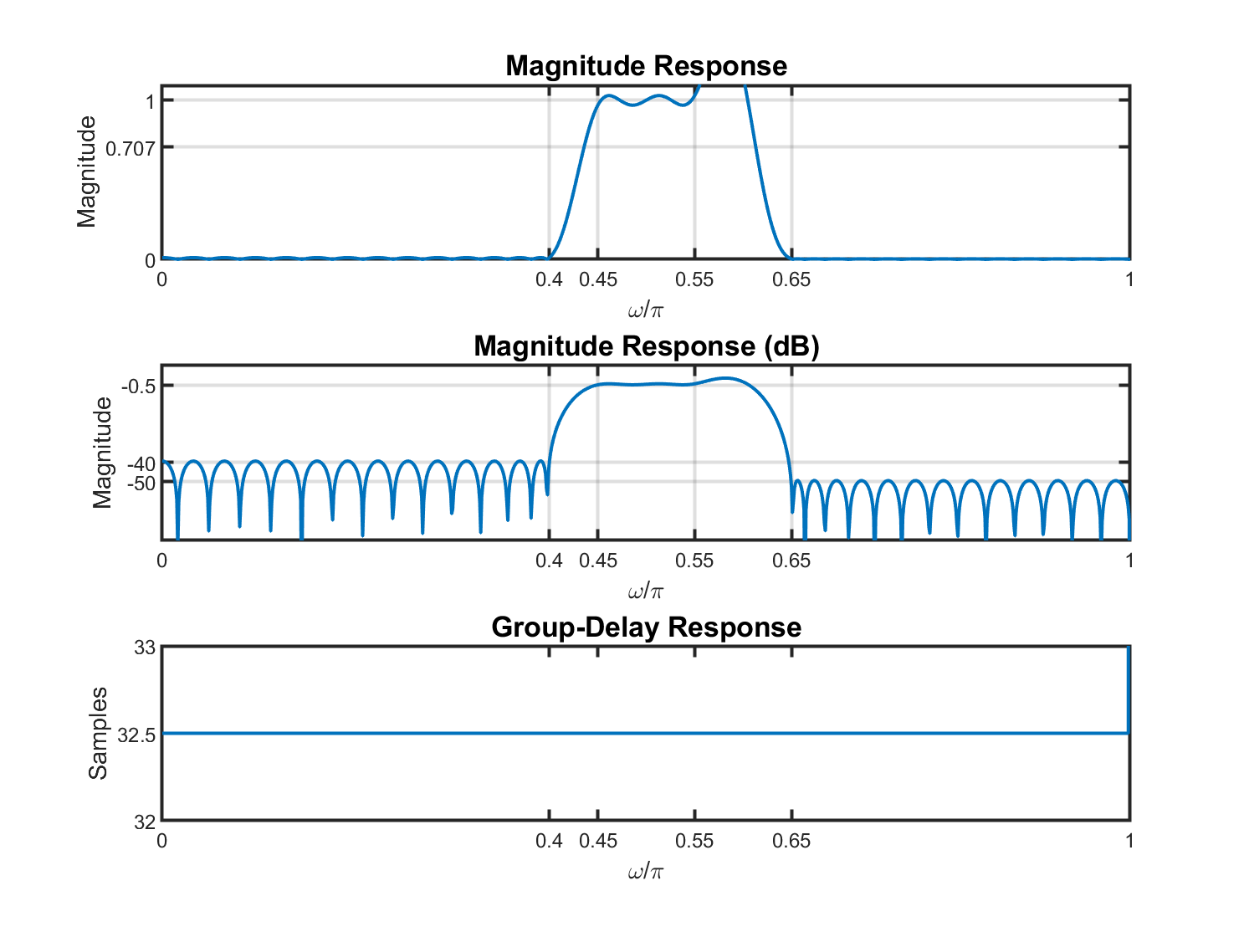 Magnitude Response
Magnitude
1
0.707
0
0 0.4 0.45 0.55 0.65 1
ω/π
Magnitude Response (dB)
Magnitude
-0.5
-40
-50
0 0.4 0.45 0.55 0.65 1
ω/π
Group-Delay Response
Samples
33
32.5
32
0 0.4 0.45 0.55 0.65 1
ω/π